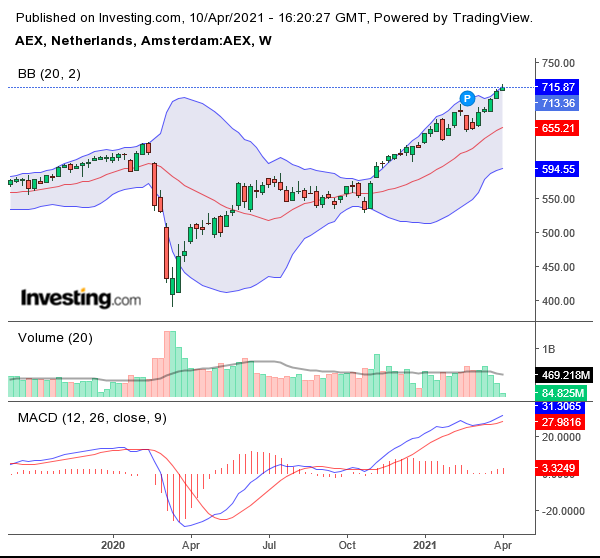 Published on Investing.com, 10/Apr/2021 - 16:20:27 GMT, Powered by TradingView.
AEX, Netherlands, Amsterdam:AEX, W
BB (20, 2)
750.00
715.87
713.36
655.21
594.55
550.00
500.00
450.00
400.00
P
Investing.com
Volume (20)
1B
469.218M
84.825M
MACD (12, 26, close, 9)
31.3065
27.9816
20.0000
3.3249
-20.0000
2020
Apr
Jul
Oct
2021
Apr